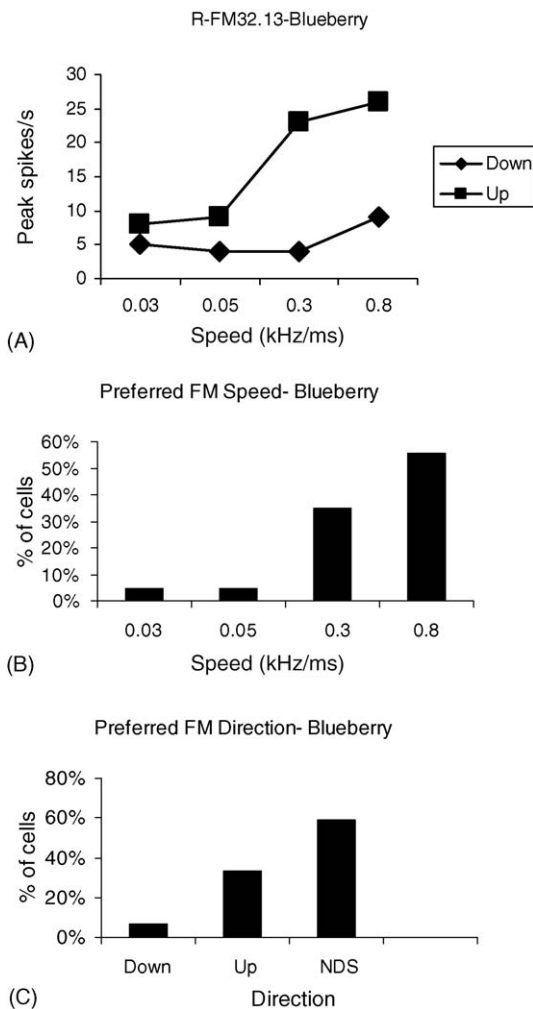 R-FM32.13-Blueberry
30
25
20
15
10
5
0
Peak spikes/s
Down
Up
0.03 0.05 0.3 0.8
Speed (kHz/ms)
(A)
Preferred FM Speed- Blueberry
60%
50%
40%
30%
20%
10%
0%
% of cells
0.03 0.05 0.3 0.8
Speed (kHz/ms)
(B)
Preferred FM Direction- Blueberry
80%
60%
40%
20%
0%
% of cells
Down Up NDS
Direction
(C)